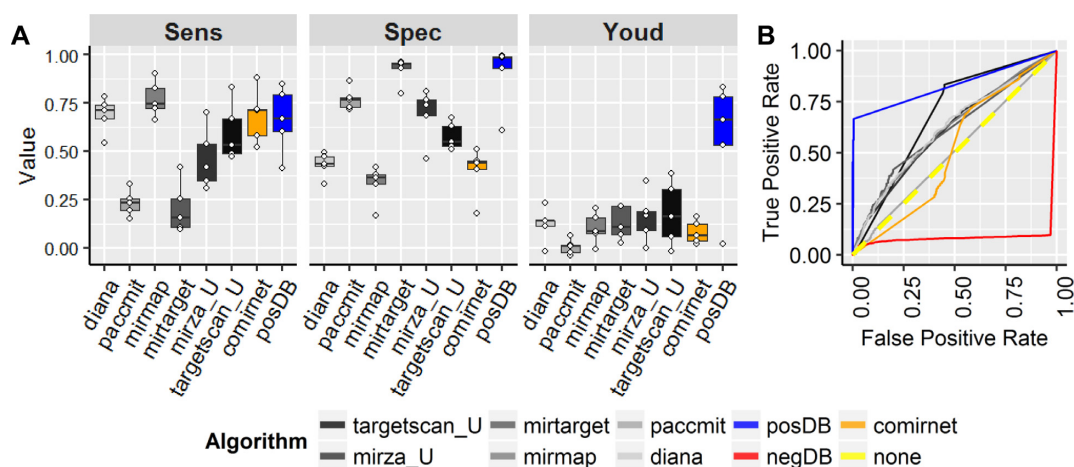 A
Sens
Spec
Youd
Value
1.00
0.75
0.50
0.25
0.00
diana
paccmit
mirmap
mirtarget
mirza_U
targetscan_U
comirnet
posDB
diana
paccmit
mirmap
mirtarget
mirza_U
targetscan_U
comirnet
posDB
diana
paccmit
mirmap
mirtarget
mirza_U
targetscan_U
comirnet
posDB
B
True Positive Rate
1.00
0.75
0.50
0.25
0.00
0.00
0.25
0.50
0.75
1.00
False Positive Rate
Algorithm
targetscan_U
mirtarget
paccmit
posDB
comirnet
mirza_U
mirmap
diana
negDB
none